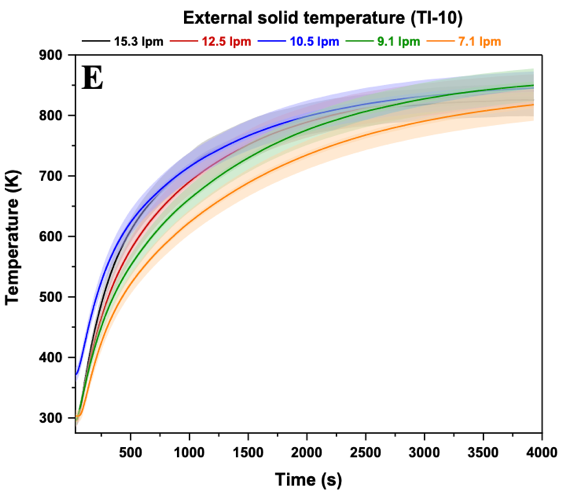 External solid temperature (TI-10)
15.3 lpm 12.5 lpm 10.5 lpm 9.1 lpm 7.1 lpm
E
900
800
700
600
500
400
300
Temperature (K)
500 1000 1500 2000 2500 3000 3500 4000
Time (s)